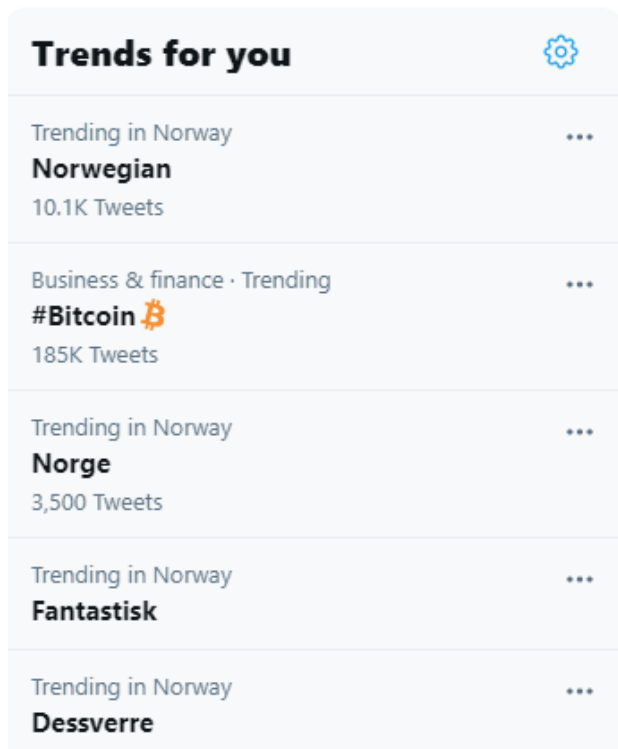 Trends for you
Trending in Norway
Norwegian
10.1K Tweets
Business & finance · Trending
#Bitcoin
185K Tweets
Trending in Norway
Norge
3,500 Tweets
Trending in Norway
Fantastisk
Trending in Norway
Dessverre